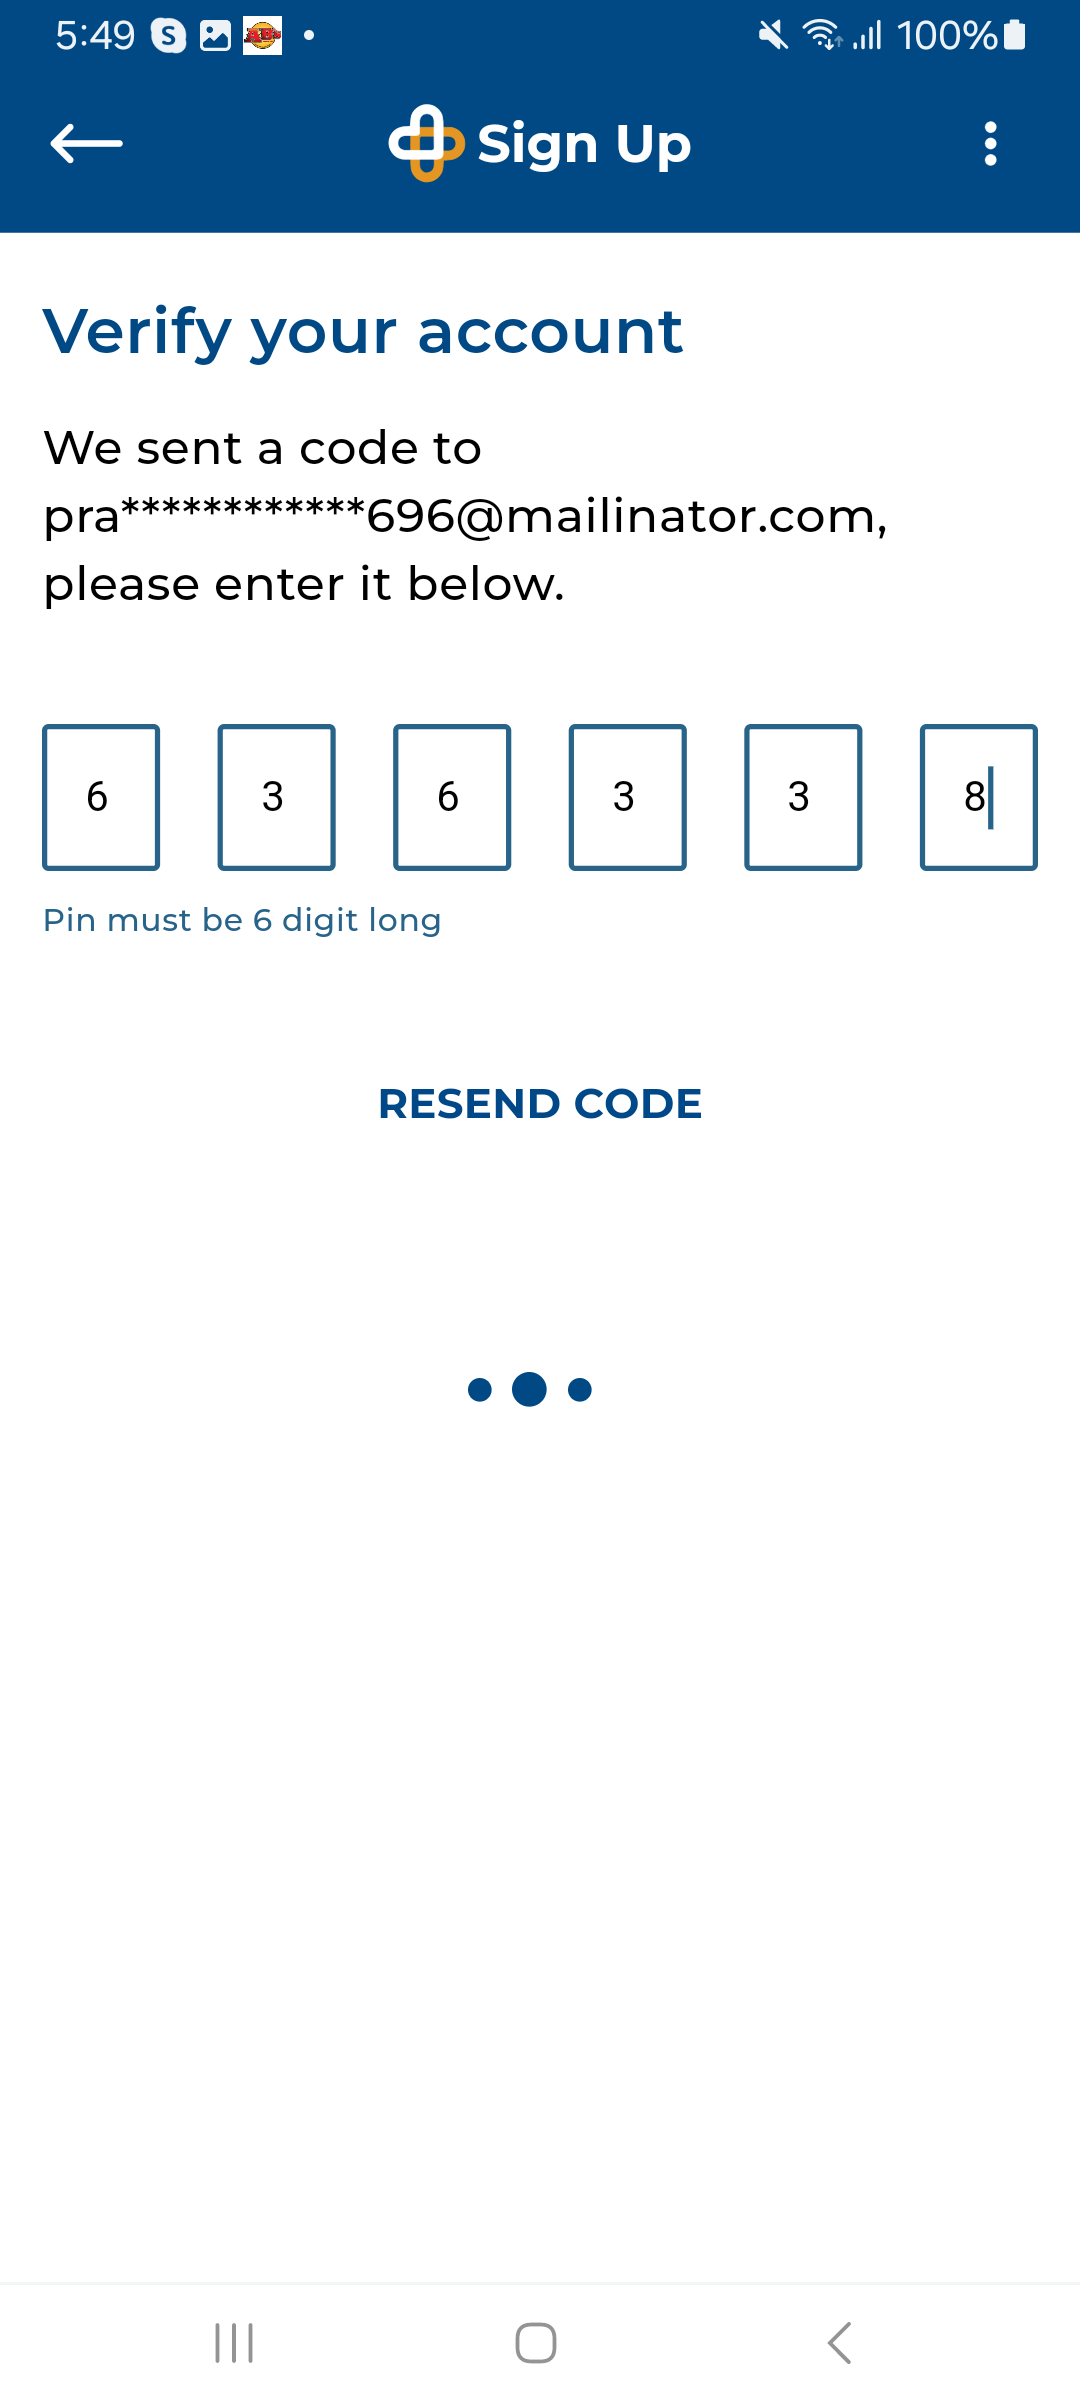 5:49 S ABs 100%
Sign Up
Verify your account
We sent a code to
pra************696@mailinator.com,
please enter it below.
6 3 6 3 3 8
Pin must be 6 digit long
RESEND CODE